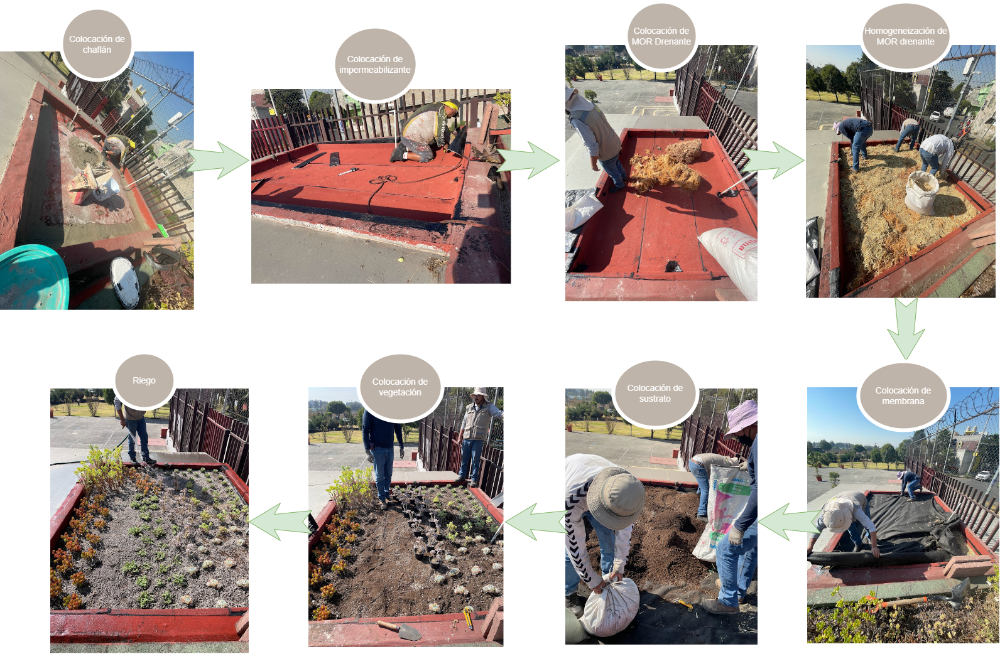 Colocación de
chaflán
Colocación de
impermeabilizante
Colocación de
MOR Drenante
Homogeneización de
MOR drenante
Colocación de
membrana
Colocación de
sustrato
Colocación de
vegetación
Riego